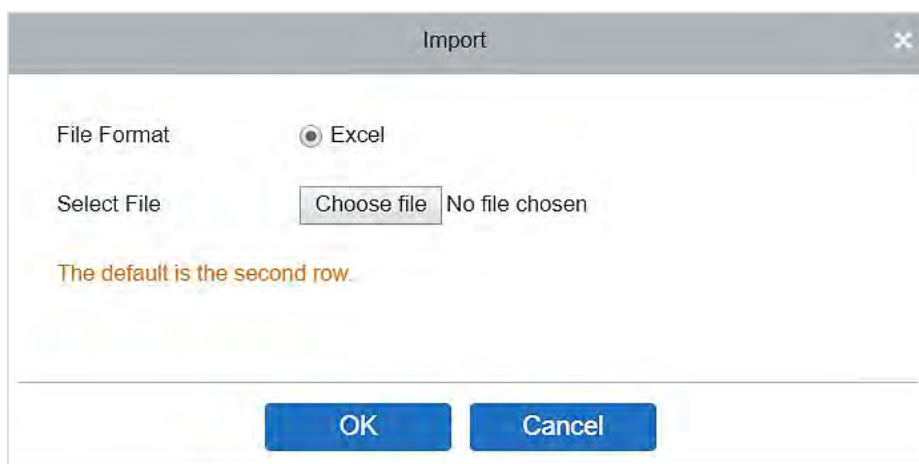 Import
File Format Excel
Select File Choose file No file chosen
The default is the second row.
OK Cancel